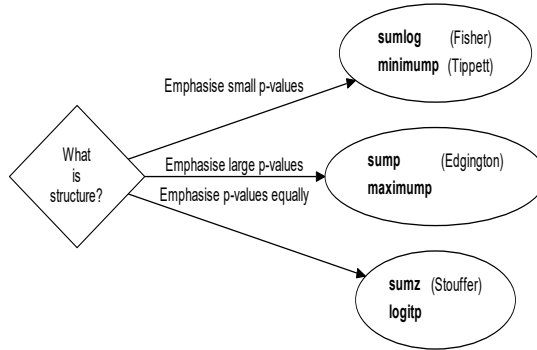 sumlog (Fisher)
minimump (Tippett)
Emphasise small p-values
What
is
structure?
Emphasise large p-values
sump (Edgington)
maximump
Emphasise p-values equally
sumz (Stouffer)
logitp